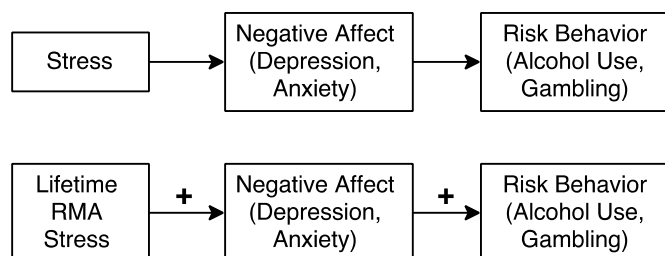 Stress
Negative Affect
(Depression,
Anxiety)
Risk Behavior
(Alcohol Use,
Gambling)
Lifetime
RMA
Stress
+
Negative Affect
(Depression,
Anxiety)
+
Risk Behavior
(Alcohol Use,
Gambling)